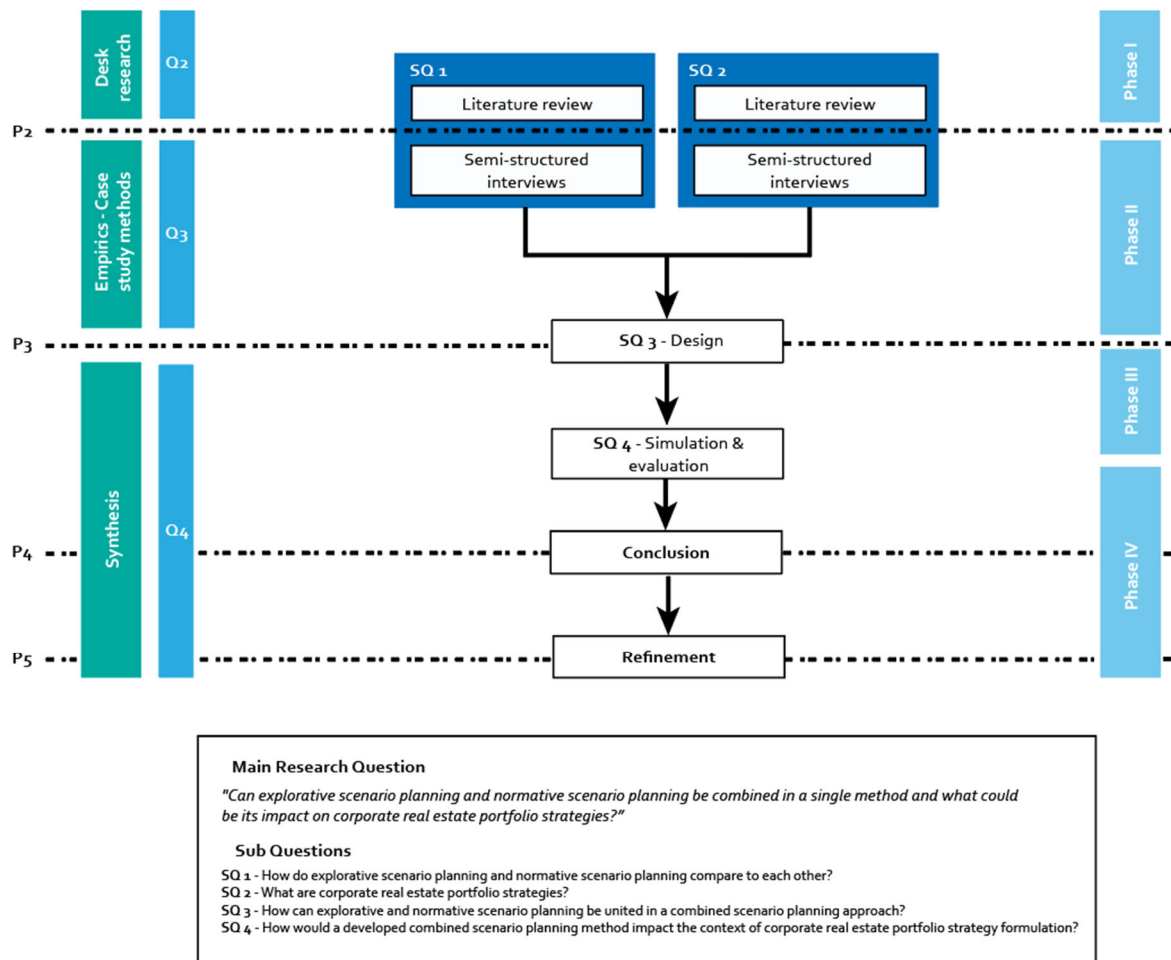 Desk
research
Q2
SQ 1
Literature review
SQ 2
Literature review
Phase I
P2
Semi-structured
interviews
Semi-structured
interviews
Empirics - Case
study methods
Q3
Phase II
P3
SQ 3 - Design
Phase III
SQ 4 - Simulation &
evaluation
Synthesis
Q4
Phase IV
P4
Conclusion
P5
Refinement
Main Research Question
"Can explorative scenario planning and normative scenario planning be combined in a single method and what could
be its impact on corporate real estate portfolio strategies?”
Sub Questions
SQ 1 - How do explorative scenario planning and normative scenario planning compare to each other?
SQ 2 - What are corporate real estate portfolio strategies?
SQ 3 - How can explorative and normative scenario planning be united in a combined scenario planning approach?
SQ 4 - How would a developed combined scenario planning method impact the context of corporate real estate portfolio strategy formulation?